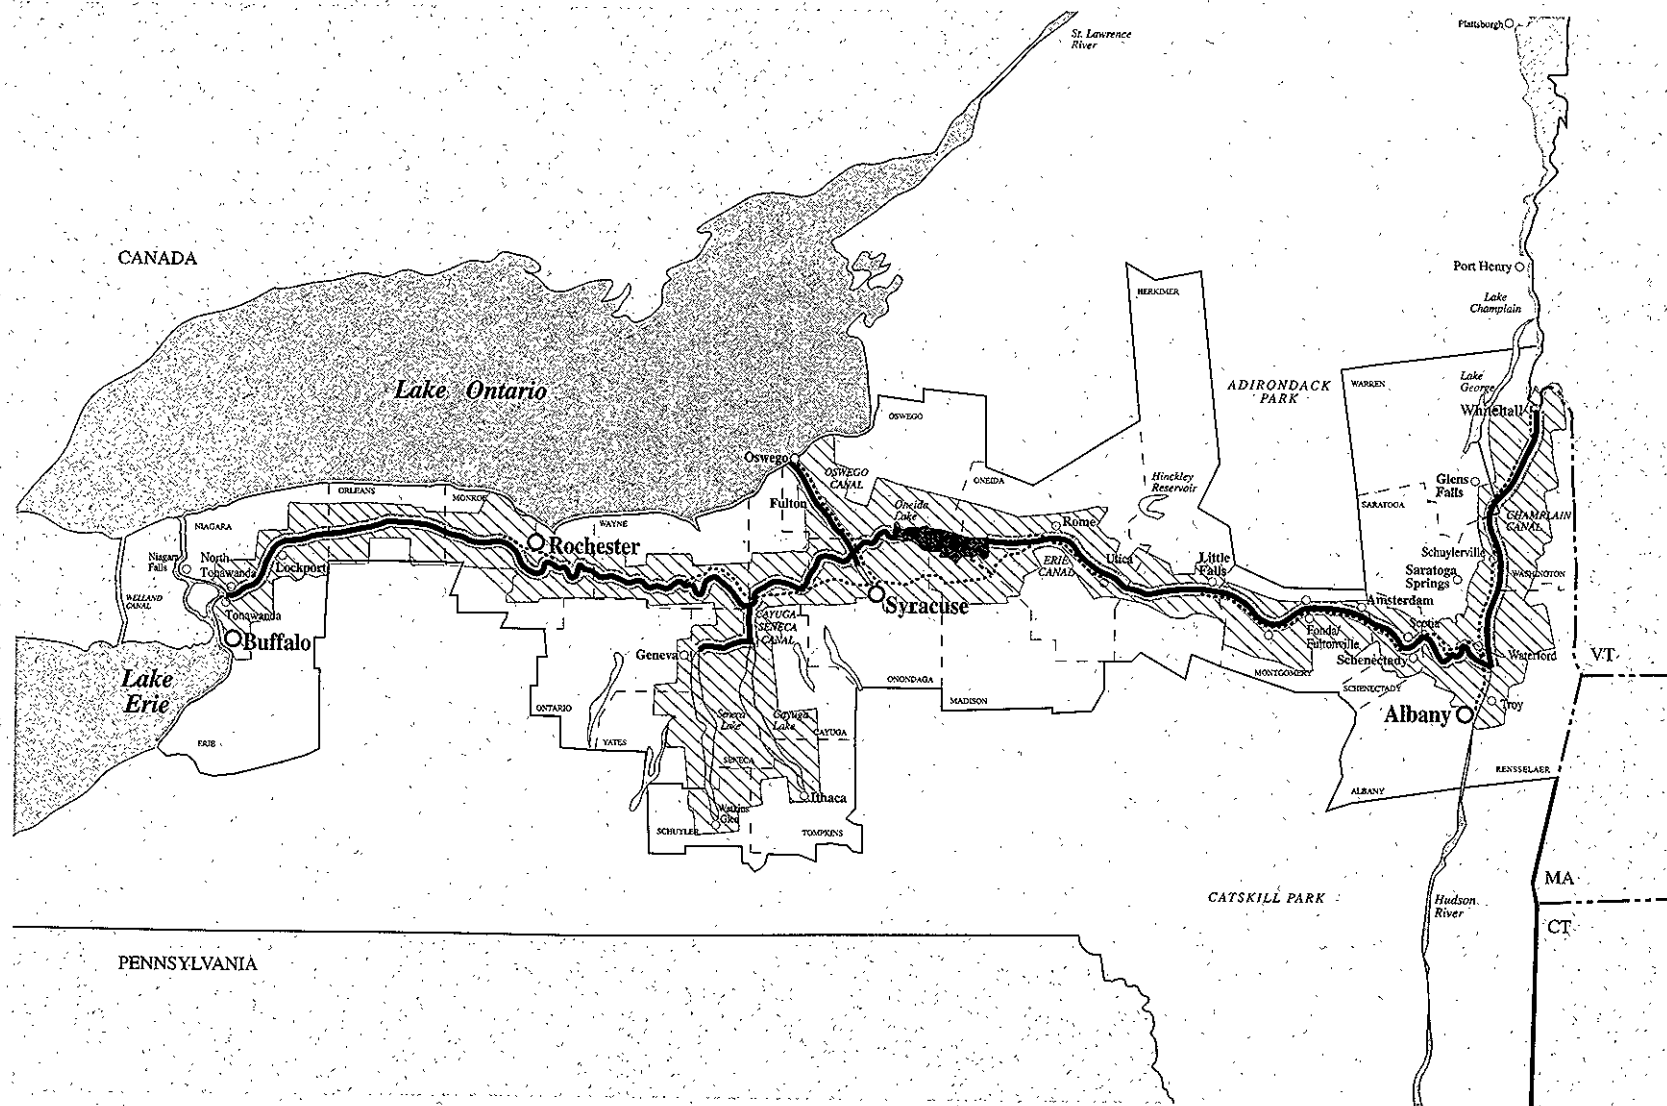 Plattsburgh
St. Lawrence
River
CANADA
Port Henry
Lake
Champlain
HERKIMER
Lake Ontario
ADIRONDACK
PARK
WARREN
Lake
George
Whitehall
OSWEGO
Oswego
OSWEGO
CANAL
ONEIDA
Hinckley
Reservoir
Glens
Falls
ORLEANS
MONROE
Fulton
Oneida
Lake
SARATOGA
CHAMPLAIN
CANAL
NIAGARA
WAYNE
Rome
Rochester
Niagara
Falls
North
Tonawanda
Lockport
ERIE
CANAL
Utica
Little
Falls
Schuylerville
Saratoga
Springs
WASHINGTON
WELLAND
CANAL
Tonawanda
Syracuse
CAYUGA
SENECA
CANAL
Amsterdam
Scotia
Fonda/
Fultonville
Buffalo
Geneva
Schenectady
Waterford
VT
Lake
Erie
ONONDAGA
MADISON
MONTGOMERY
SCHENECTADY
ONTARIO
Seneca
Lake
Cayuga
Lake
CAYUGA
Albany
Troy
ERIE
YATES
SENECA
RENSSELAER
ALBANY
Ithaca
Watkins
Glen
SCHUYLER
TOMPKINS
MA
CATSKILL PARK
Hudson
River
CT
PENNSYLVANIA